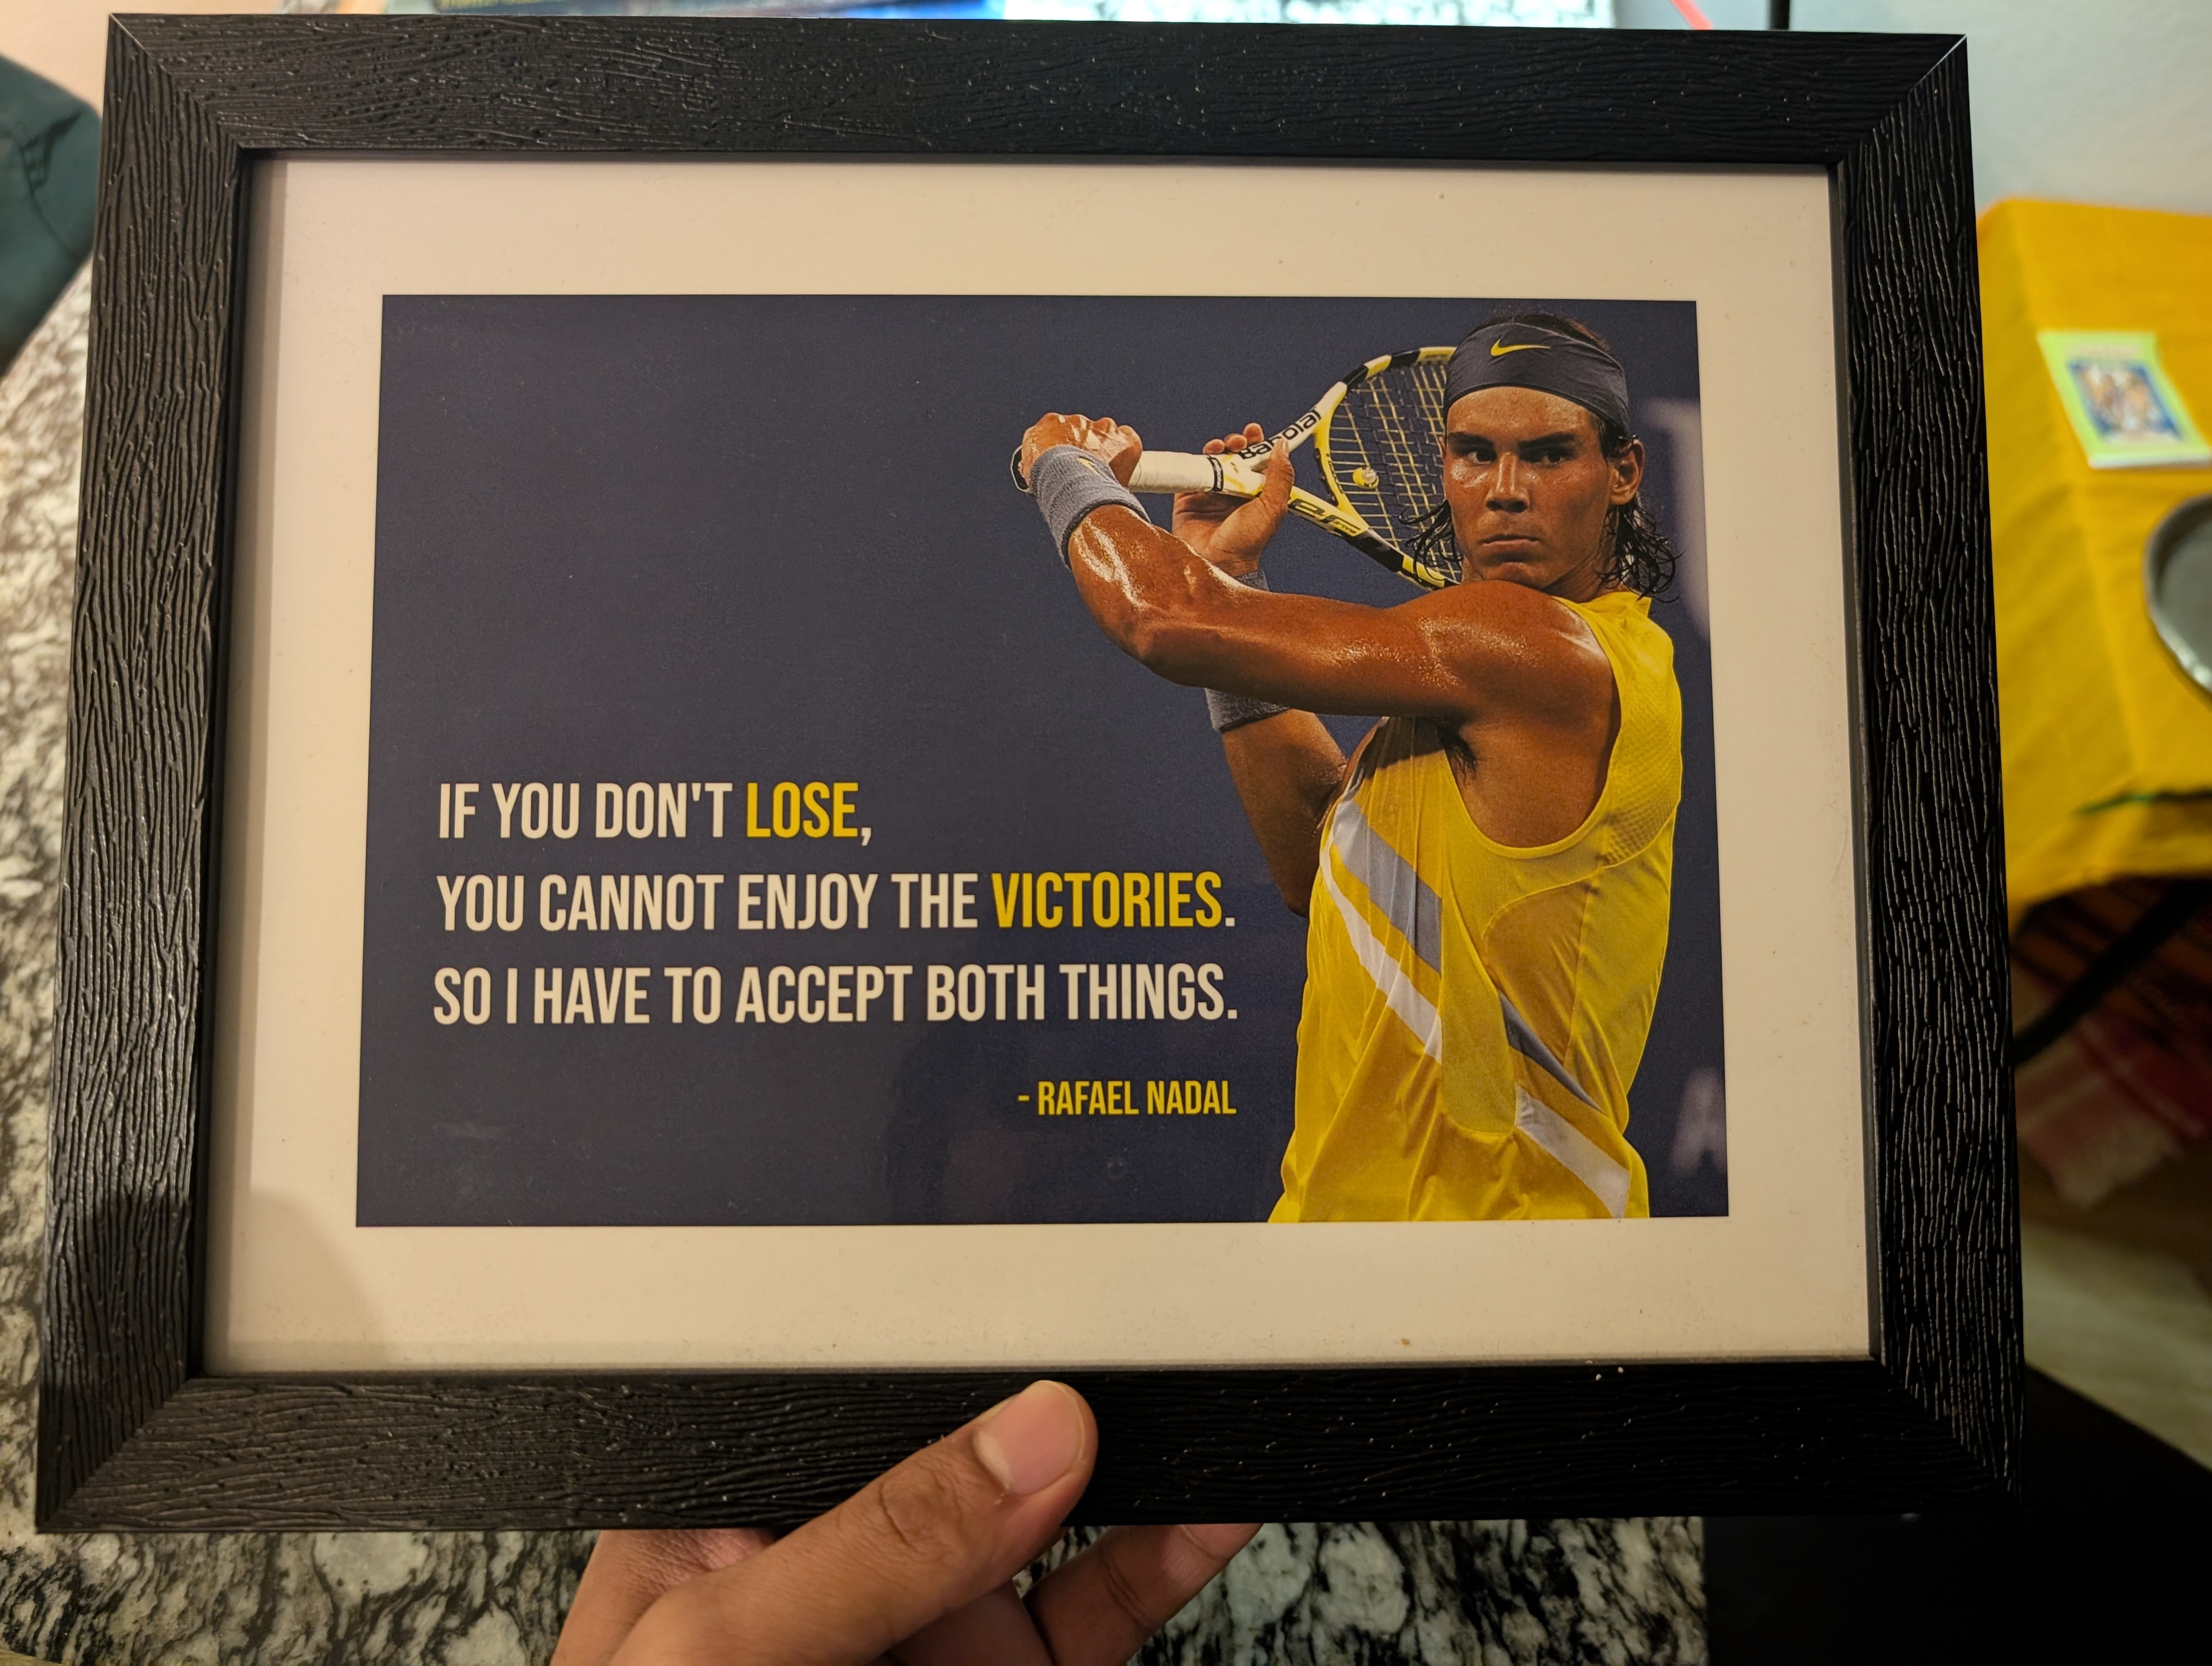 IF YOU DON'T LOSE,
YOU CANNOT ENJOY THE VICTORIES.
SO I HAVE TO ACCEPT BOTH THINGS.
- RAFAEL NADAL
Babolat